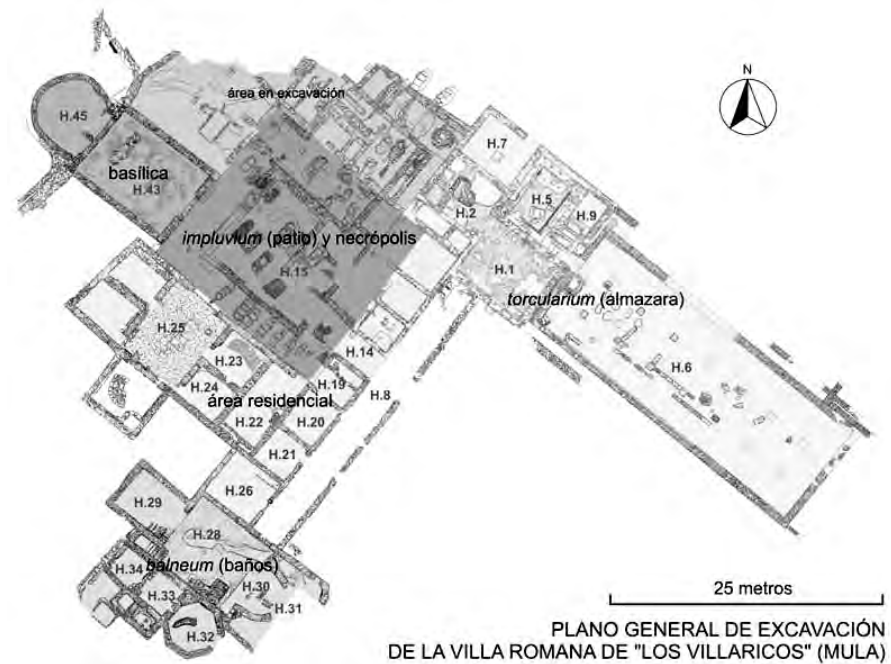 N
área en excavación
H.45
H.7
basílica
H.43
H.5
H.9
H.2
impluvium (patio) y necrópolis
H.15
H.1
torcularium (almazara)
H.25
H.14
H.23
H.6
H.19
H.24
H.8
área residencial
H.22
H.20
H.21
H.26
H.29
H.28
balneum (baños)
H.34
H.30
H.33
H.31
H.32
25 metros
PLANO GENERAL DE EXCAVACIÓN
DE LA VILLA ROMANA DE "LOS VILLARICOS" (MULA)